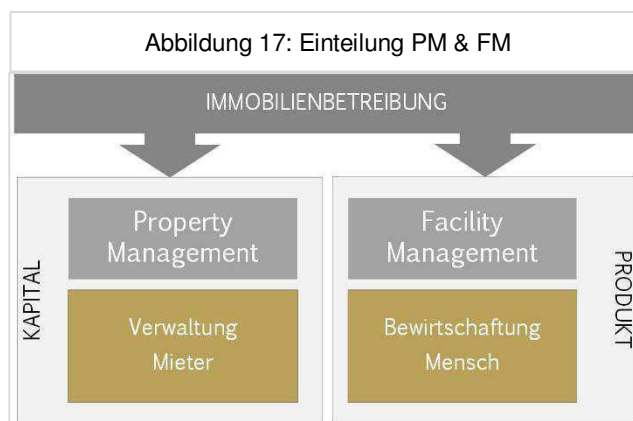 Abbildung 17: Einteilung PM & FM
IMMOBILIENBETREIBUNG
KAPITAL
Property
Management
Verwaltung
Mieter
Facility
Management
Bewirtschaftung
Mensch
PRODUKT